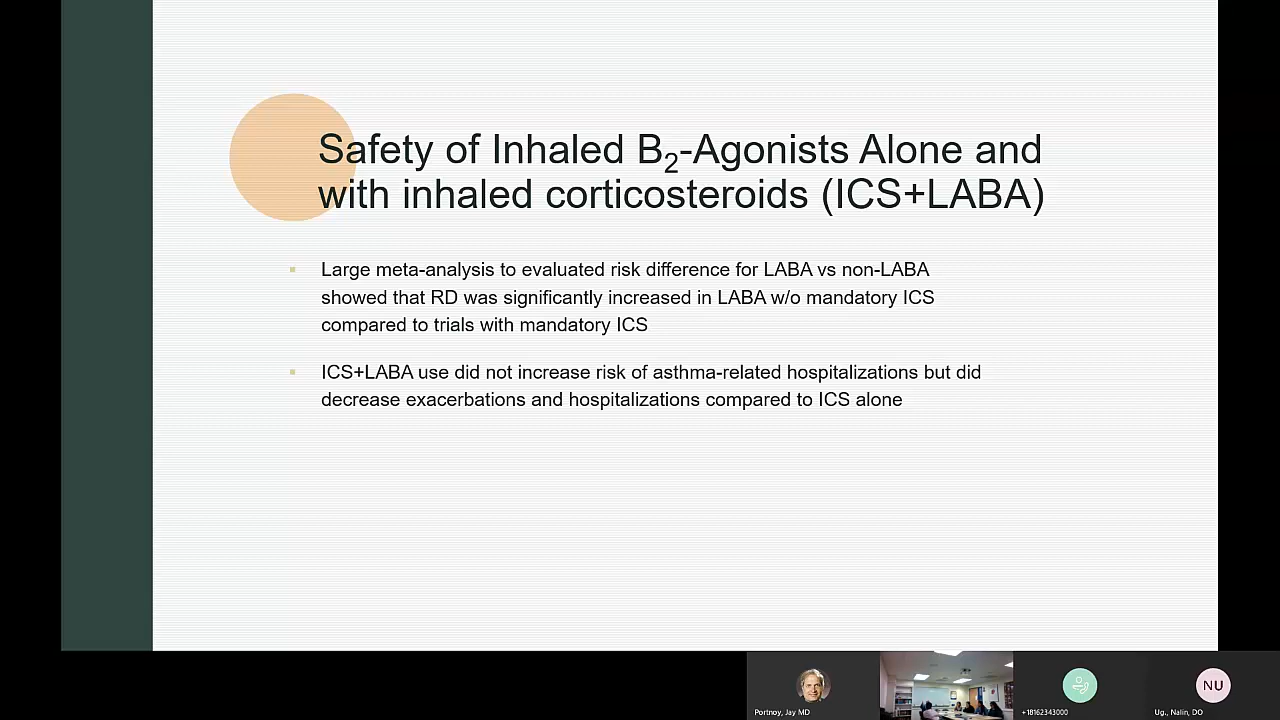 Safety of Inhaled B₂-Agonists Alone and
with inhaled corticosteroids (ICS+LABA)
Large meta-analysis to evaluated risk difference for LABA vs non-LABA
showed that RD was significantly increased in LABA w/o mandatory ICS
compared to trials with mandatory ICS
ICS+LABA use did not increase risk of asthma-related hospitalizations but did
decrease exacerbations and hospitalizations compared to ICS alone
NU
Portnoy, Jay MD
+18162343000
Ug., Nalin, DO